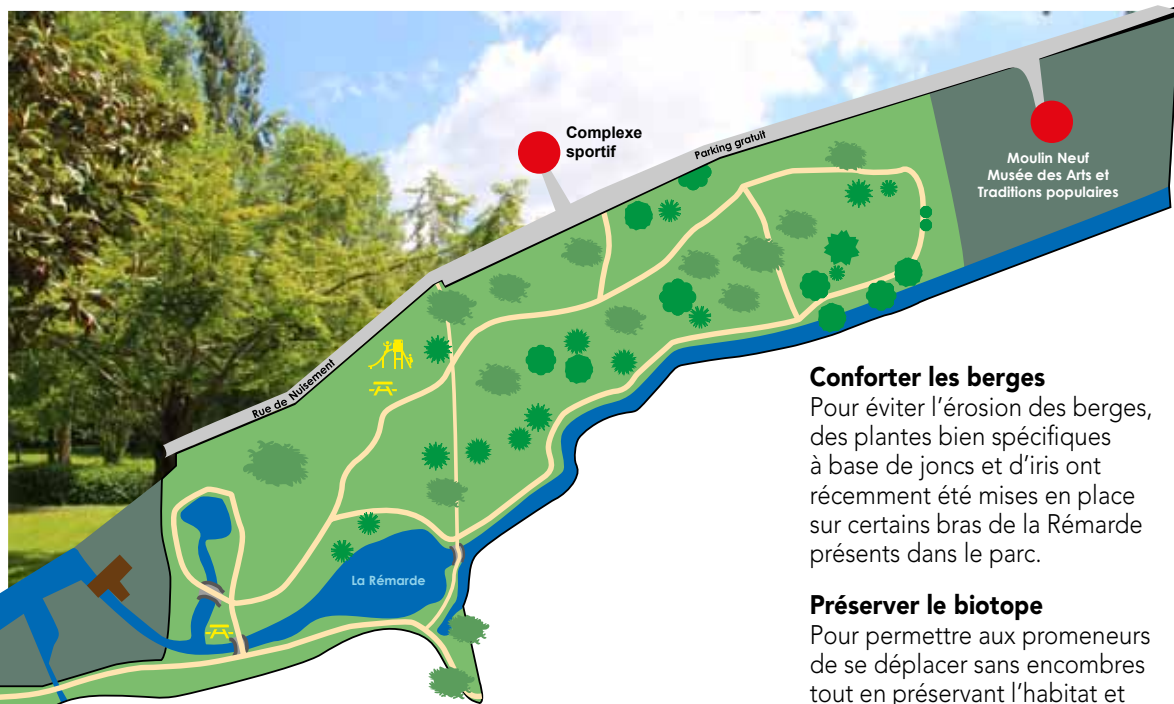 Complexe
sportif
Parking gratuit
Moulin Neuf
Musée des Arts et
Traditions populaires
Rue de Nuisement
La Rémarde
Conforter les berges
Pour éviter l'érosion des berges,
des plantes bien spécifiques
à base de joncs et d'iris ont
récemment été mises en place
sur certains bras de la Rémarde
présents dans le parc.
Préserver le biotope
Pour permettre aux promeneurs
de se déplacer sans encombres
tout en préservant l'habitat et